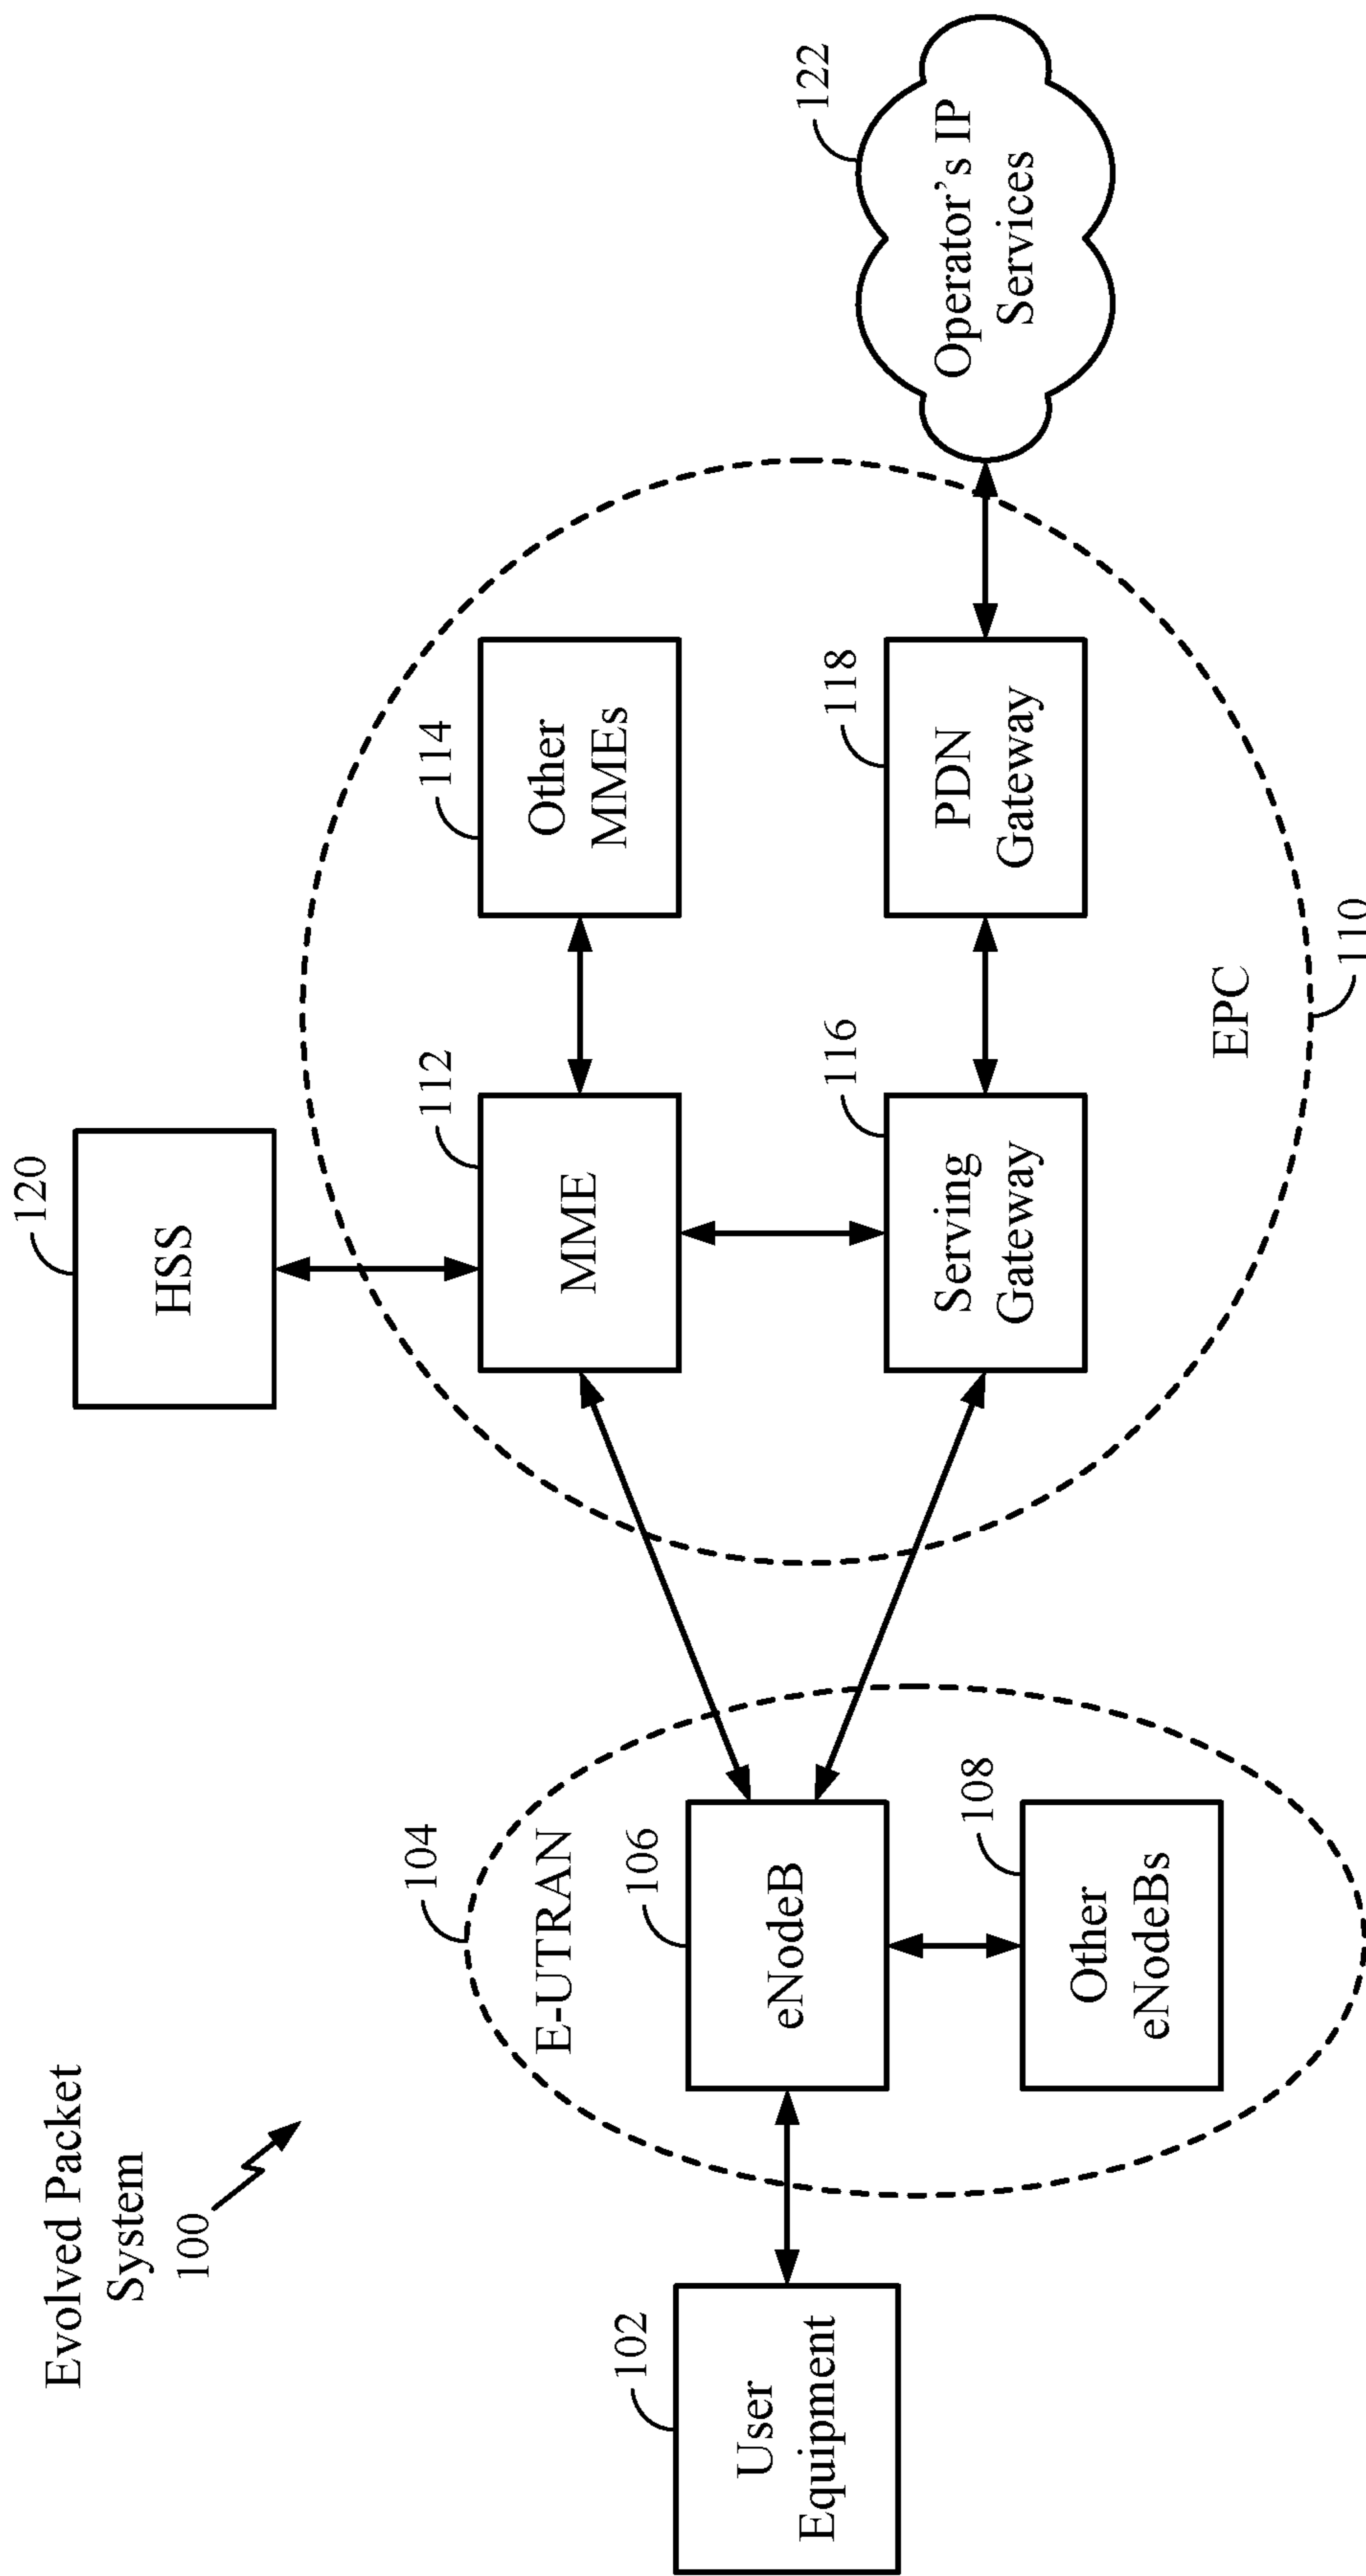 Evolved Packet
System
100
120
HSS
104
E-UTRAN
102
User
Equipment
106
eNodeB
108
Other
eNodeBs
112
MME
114
Other
MMEs
116
Serving
Gateway
118
PDN
Gateway
EPC
110
122
Operator’s IP
Services